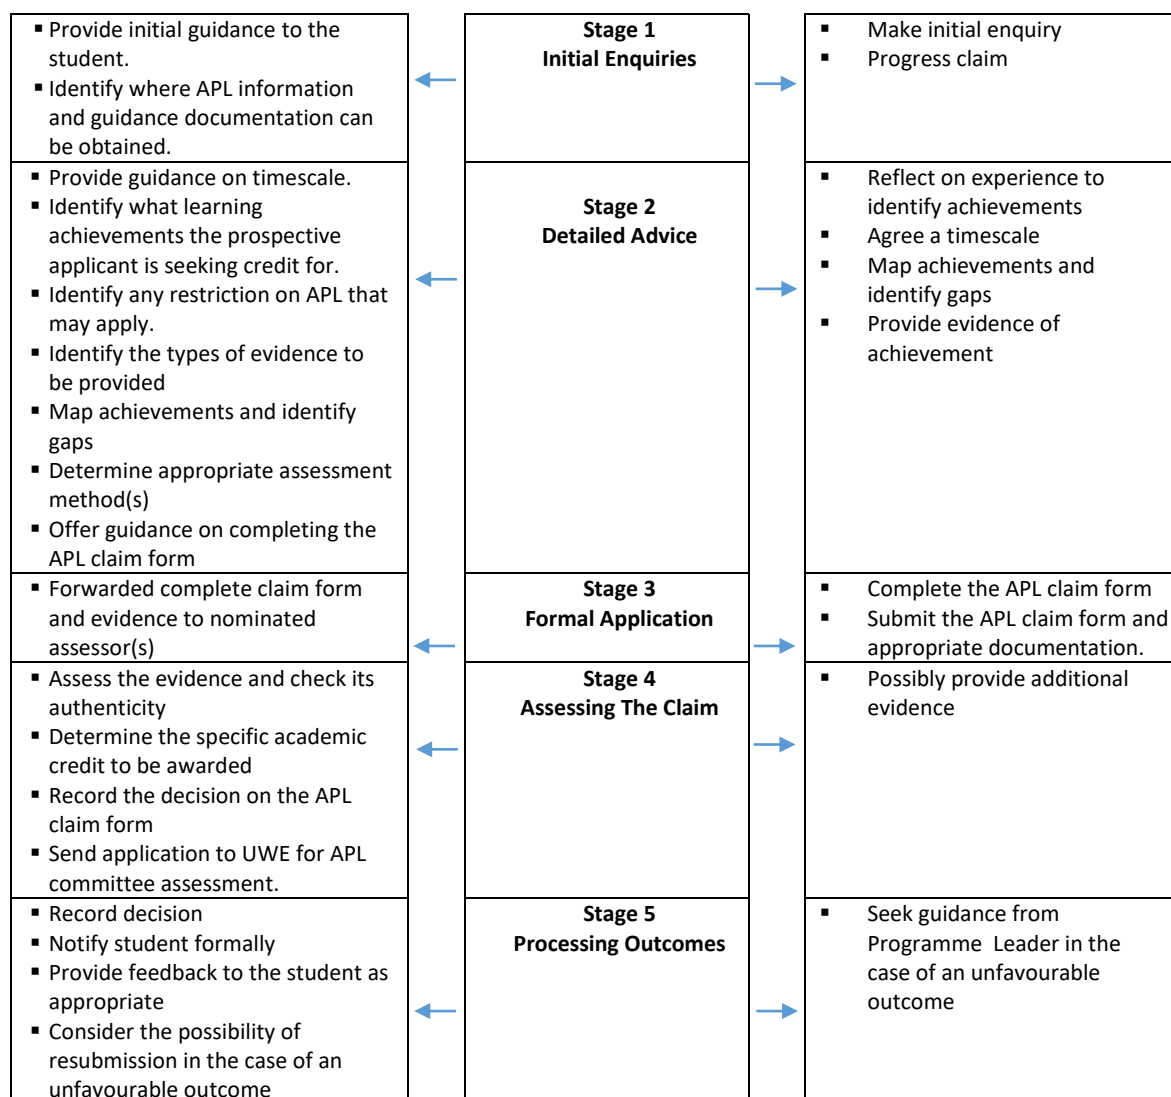 ▪ Provide initial guidance to the
student.
▪ Identify where APL information
and guidance documentation can
be obtained.
Stage 1
Initial Enquiries
▪ Make initial enquiry
▪ Progress claim
▪ Provide guidance on timescale.
▪ Identify what learning
achievements the prospective
applicant is seeking credit for.
▪ Identify any restriction on APL that
may apply.
▪ Identify the types of evidence to
be provided
▪ Map achievements and identify
gaps
▪ Determine appropriate assessment
method(s)
▪ Offer guidance on completing the
APL claim form
Stage 2
Detailed Advice
▪ Reflect on experience to
identify achievements
▪ Agree a timescale
▪ Map achievements and
identify gaps
▪ Provide evidence of
achievement
▪ Forwarded complete claim form
and evidence to nominated
assessor(s)
Stage 3
Formal Application
▪ Complete the APL claim form
▪ Submit the APL claim form and
appropriate documentation.
▪ Assess the evidence and check its
authenticity
▪ Determine the specific academic
credit to be awarded
▪ Record the decision on the APL
claim form
▪ Send application to UWE for APL
committee assessment.
Stage 4
Assessing The Claim
▪ Possibly provide additional
evidence
▪ Record decision
▪ Notify student formally
▪ Provide feedback to the student as
appropriate
▪ Consider the possibility of
resubmission in the case of an
unfavourable outcome
Stage 5
Processing Outcomes
▪ Seek guidance from
Programme Leader in the
case of an unfavourable
outcome